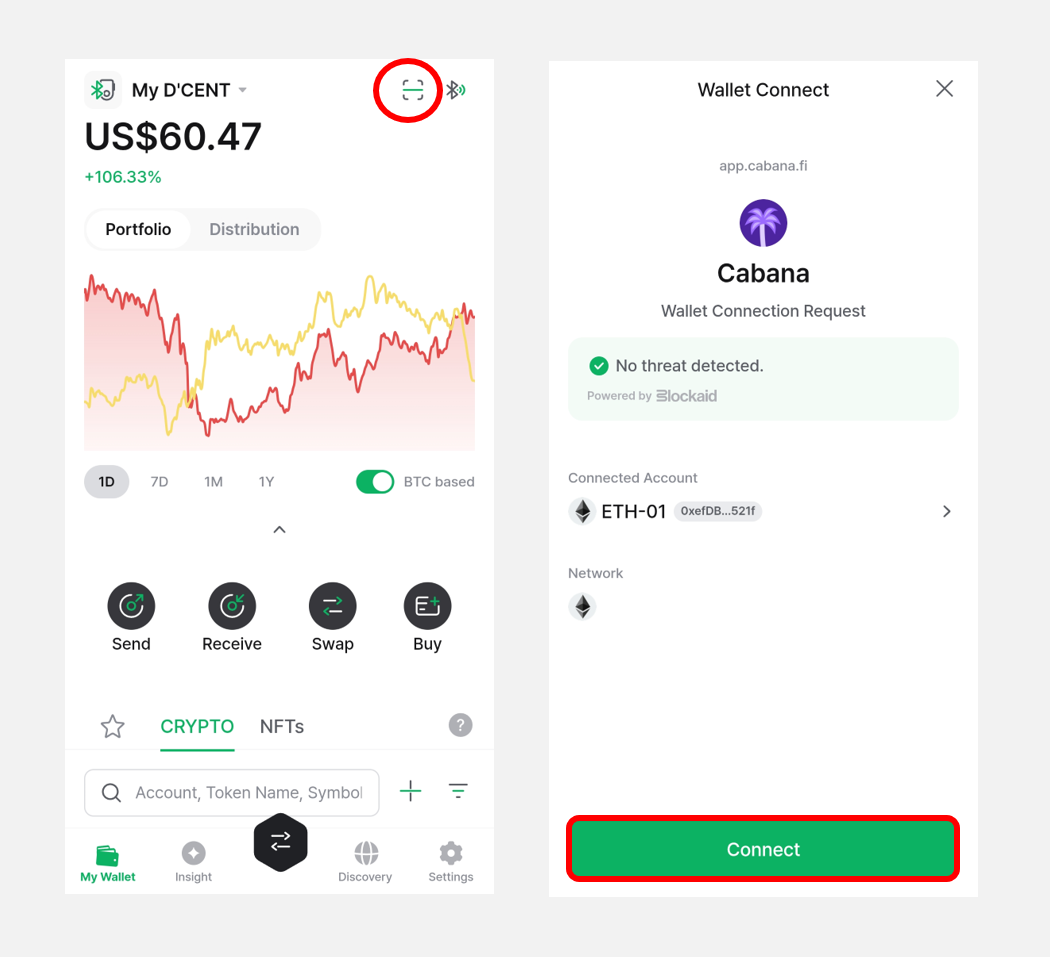 My D'CENT
US$60.47
+106.33%
Portfolio Distribution
1D 7D 1M 1Y BTC based
Send Receive Swap Buy
CRYPTO NFTs ?
Account, Token Name, Symbol
My Wallet Insight Discovery Settings
Wallet Connect
app.cabana.fi
Cabana
Wallet Connection Request
No threat detected.
Powered by Blockaid
Connected Account
ETH-01 0xefDB...521f
Network
Connect